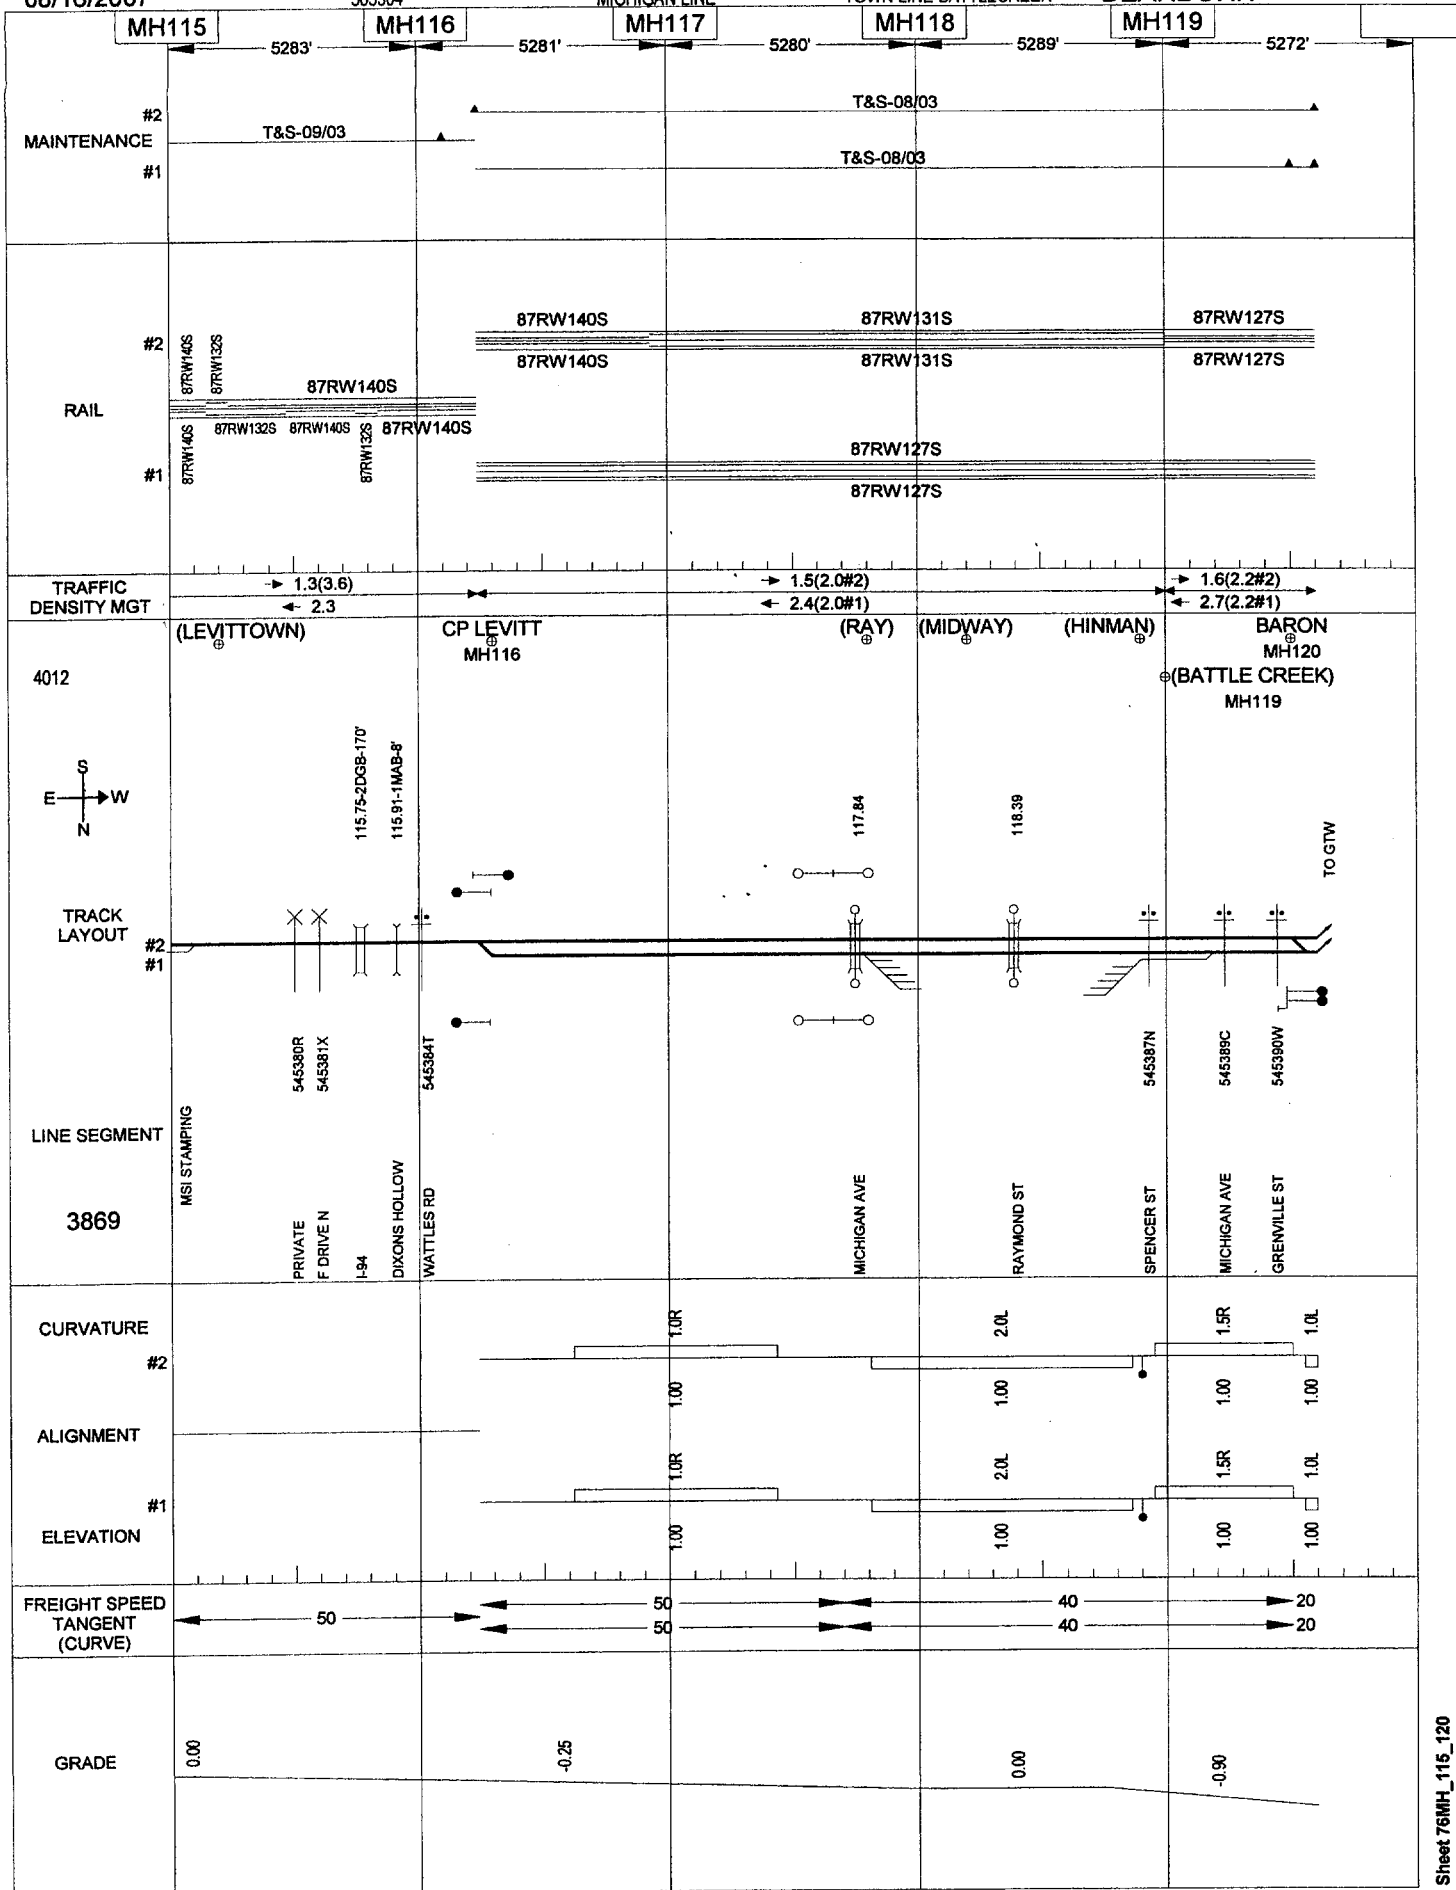 MH115 MH116 MH117 MH118 MH119
5283' 5281' 5280' 5289' 5272'
#2 T&S-08/03
MAINTENANCE T&S-09/03
#1 T&S-08/03
87RW140S 87RW131S 87RW127S
#2 87RW140S 87RW132S
87RW140S 87RW131S 87RW127S
87RW140S
RAIL
87RW140S 87RW132S 87RW140S 87RW132S 87RW140S
87RW127S
#1
87RW127S
TRAFFIC DENSITY MGT
1.3(3.6) 1.5(2.0#2) 1.6(2.2#2)
2.3 2.4(2.0#1) 2.7(2.2#1)
(LEVITTOWN) CP LEVITT (RAY) (MIDWAY) (HINMAN) BARON
MH116 MH120
4012 (BATTLE CREEK)
MH119
S
E W
N
115.75-2DGB-170' 115.91-1MAB-8' 117.84 118.39 TO GTW
TRACK
LAYOUT
#2
#1
545380R 545381X 545384T 545387N 545389C 545390W
LINE SEGMENT
3869
MSI STAMPING PRIVATE F DRIVE N I-94 DIXONS HOLLOW WATTLES RD MICHIGAN AVE RAYMOND ST SPENCER ST MICHIGAN AVE GRENVILLE ST
CURVATURE 1.0R 2.0L 1.5R 1.0L
#2
1.00 1.00 1.00 1.00
ALIGNMENT
1.0R 2.0L 1.5R 1.0L
#1
ELEVATION 1.00 1.00 1.00 1.00
FREIGHT SPEED
TANGENT
(CURVE)
50 50 40 20
50 40 20
GRADE 0.00 -0.25 0.00 -0.90
Sheet 76MH_115_120